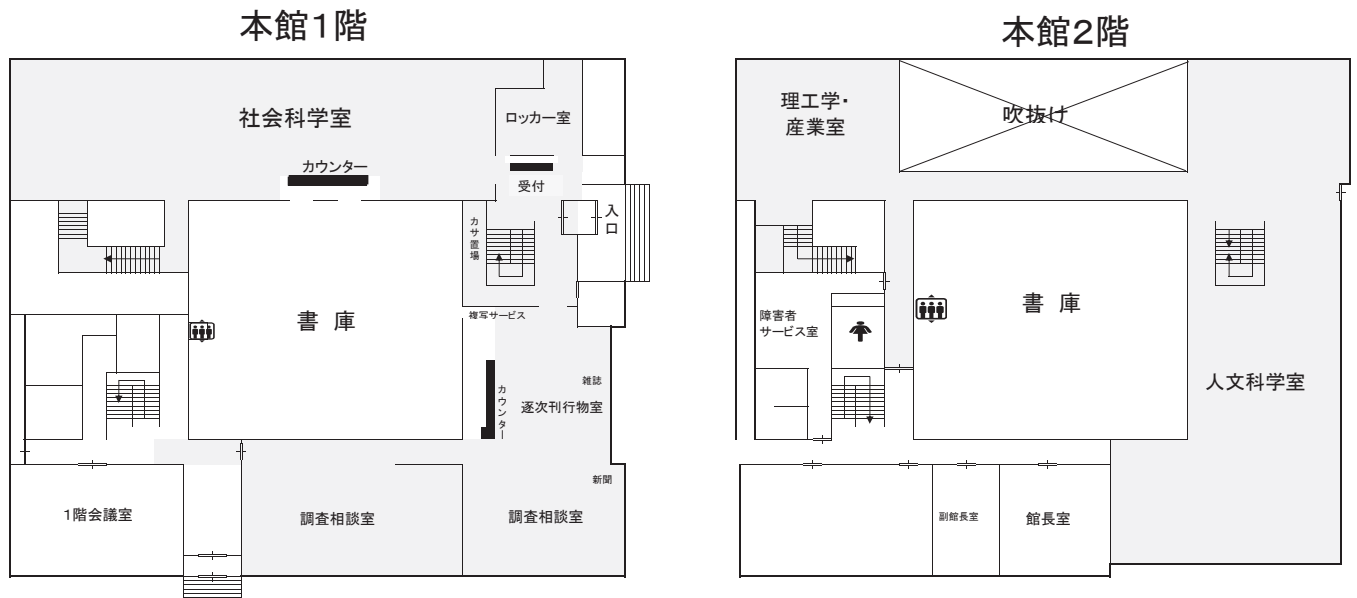 本館1階
社会科学室
ロッカー室
カウンター
受付
カサ置場
入口
書 庫
複写サービス
雑誌
カウンター
逐次刊行物室
新聞
1階会議室
調査相談室
調査相談室
本館2階
理工学・
産業室
吹抜け
書 庫
障害者
サービス室
人文科学室
副館長室
館長室